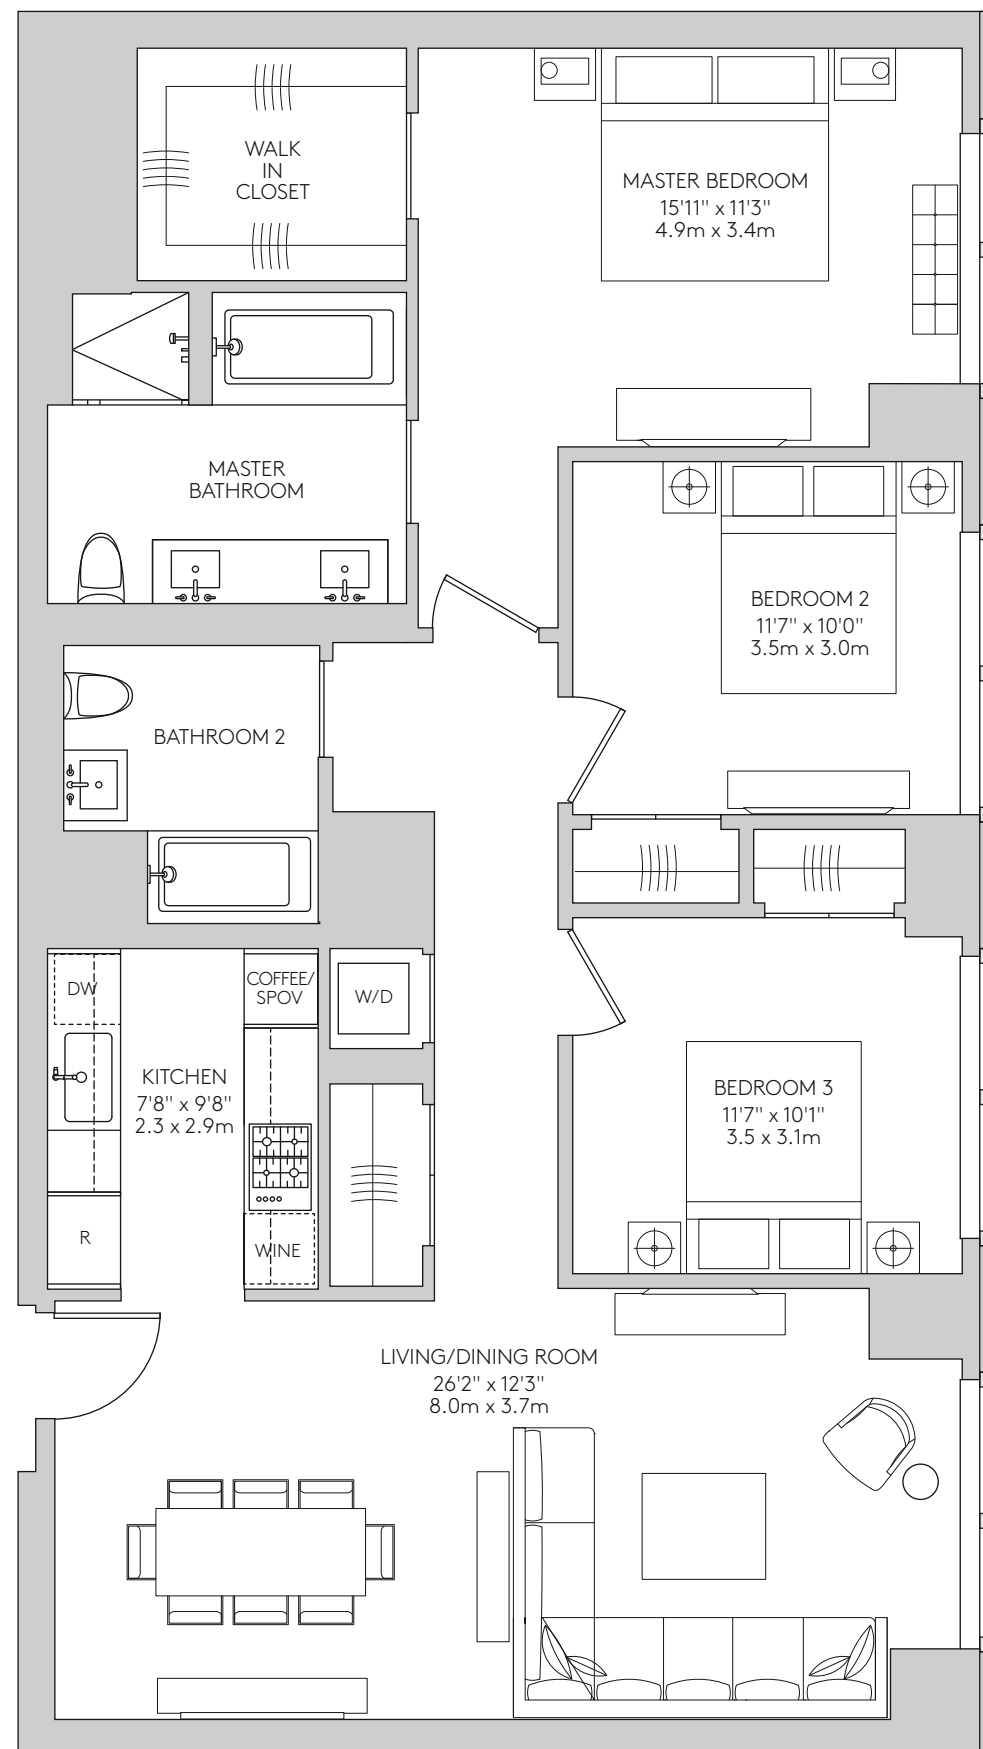 WALK
IN
CLOSET
MASTER BEDROOM
15'11" x 11'3"
4.9m x 3.4m
MASTER
BATHROOM
BEDROOM 2
11'7" x 10'0"
3.5m x 3.0m
BATHROOM 2
DW
COFFEE/
SPOV
W/D
KITCHEN
7'8" x 9'8"
2.3 x 2.9m
BEDROOM 3
11'7" x 10'1"
3.5 x 3.1m
R
WINE
LIVING/DINING ROOM
26'2" x 12'3"
8.0m x 3.7m